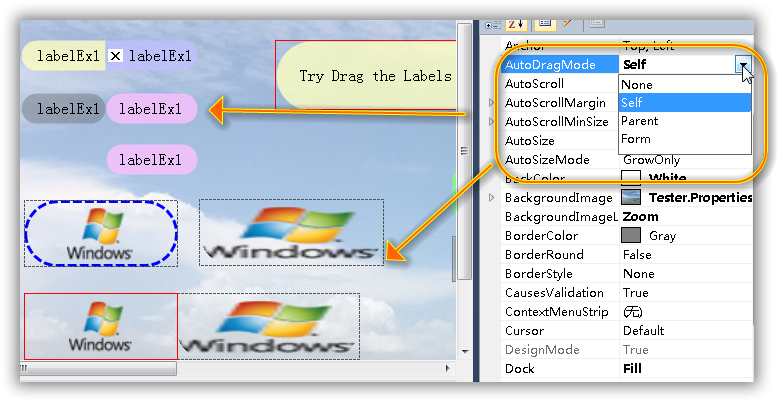 labelEx1
labelEx1
Try Drag the Labels
labelEx1
labelEx1
labelEx1
Windows
Windows
Windows
Windows
Anchor Top, Left
AutoDragMode Self
AutoScroll
None
AutoScrollMargin
Self
AutoScrollMinSize
Parent
AutoSize
Form
AutoSizeMode GrowOnly
BackColor White
BackgroundImage Tester.Properties
BackgroundImageL Zoom
BorderColor Gray
BorderRound False
BorderStyle None
CausesValidation True
ContextMenuStrip (无)
Cursor Default
DesignMode True
Dock Fill